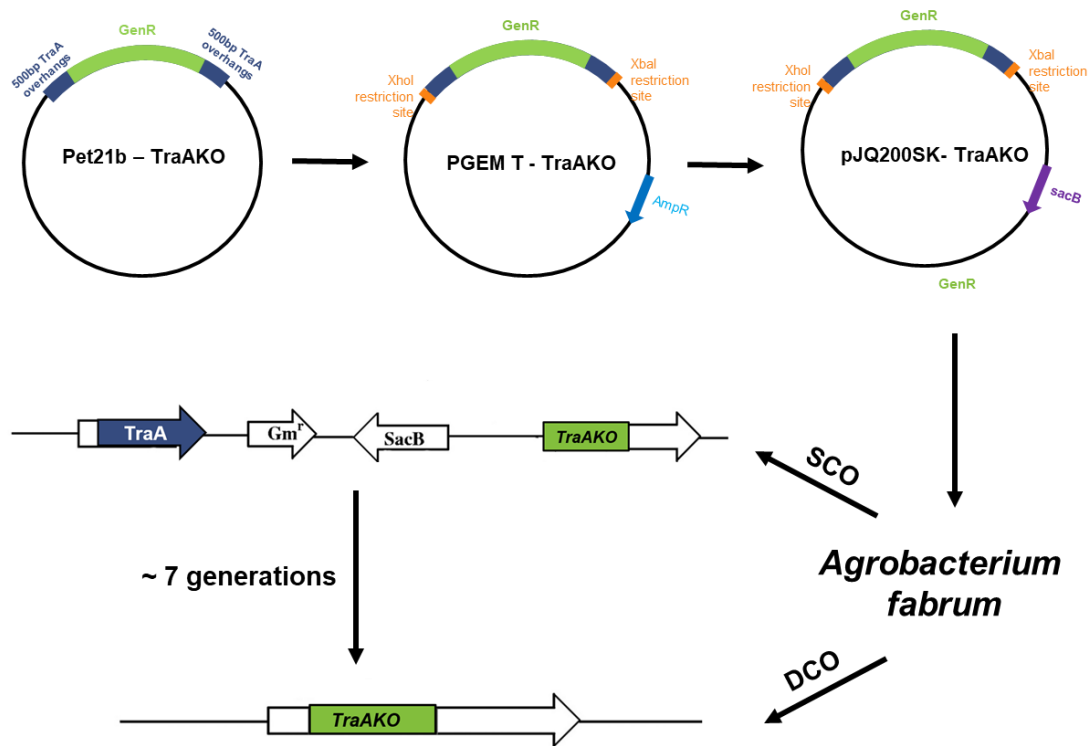 GenR
500bp TraA
overhangs
500bp TraA
overhangs
Pet21b – TraAKO
GenR
XhoI
restriction
site
XbaI
restriction
site
PGEM T - TraAKO
AmpR
GenR
XhoI
restriction
site
XbaI
restriction
site
pJQ200SK- TraAKO
sacB
GenR
TraA
Gmʳ
SacB
TraAKO
SCO
~ 7 generations
Agrobacterium
fabrum
DCO
TraAKO